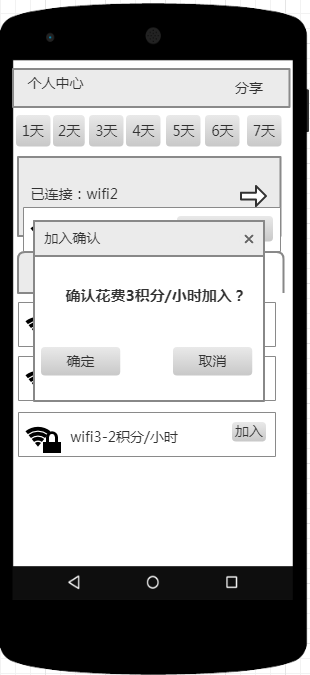 个人中心 分享
1天 2天 3天 4天 5天 6天 7天
已连接：wifi2
加入确认 ×
确认花费3积分/小时加入？
确定 取消
wifi3-2积分/小时 加入